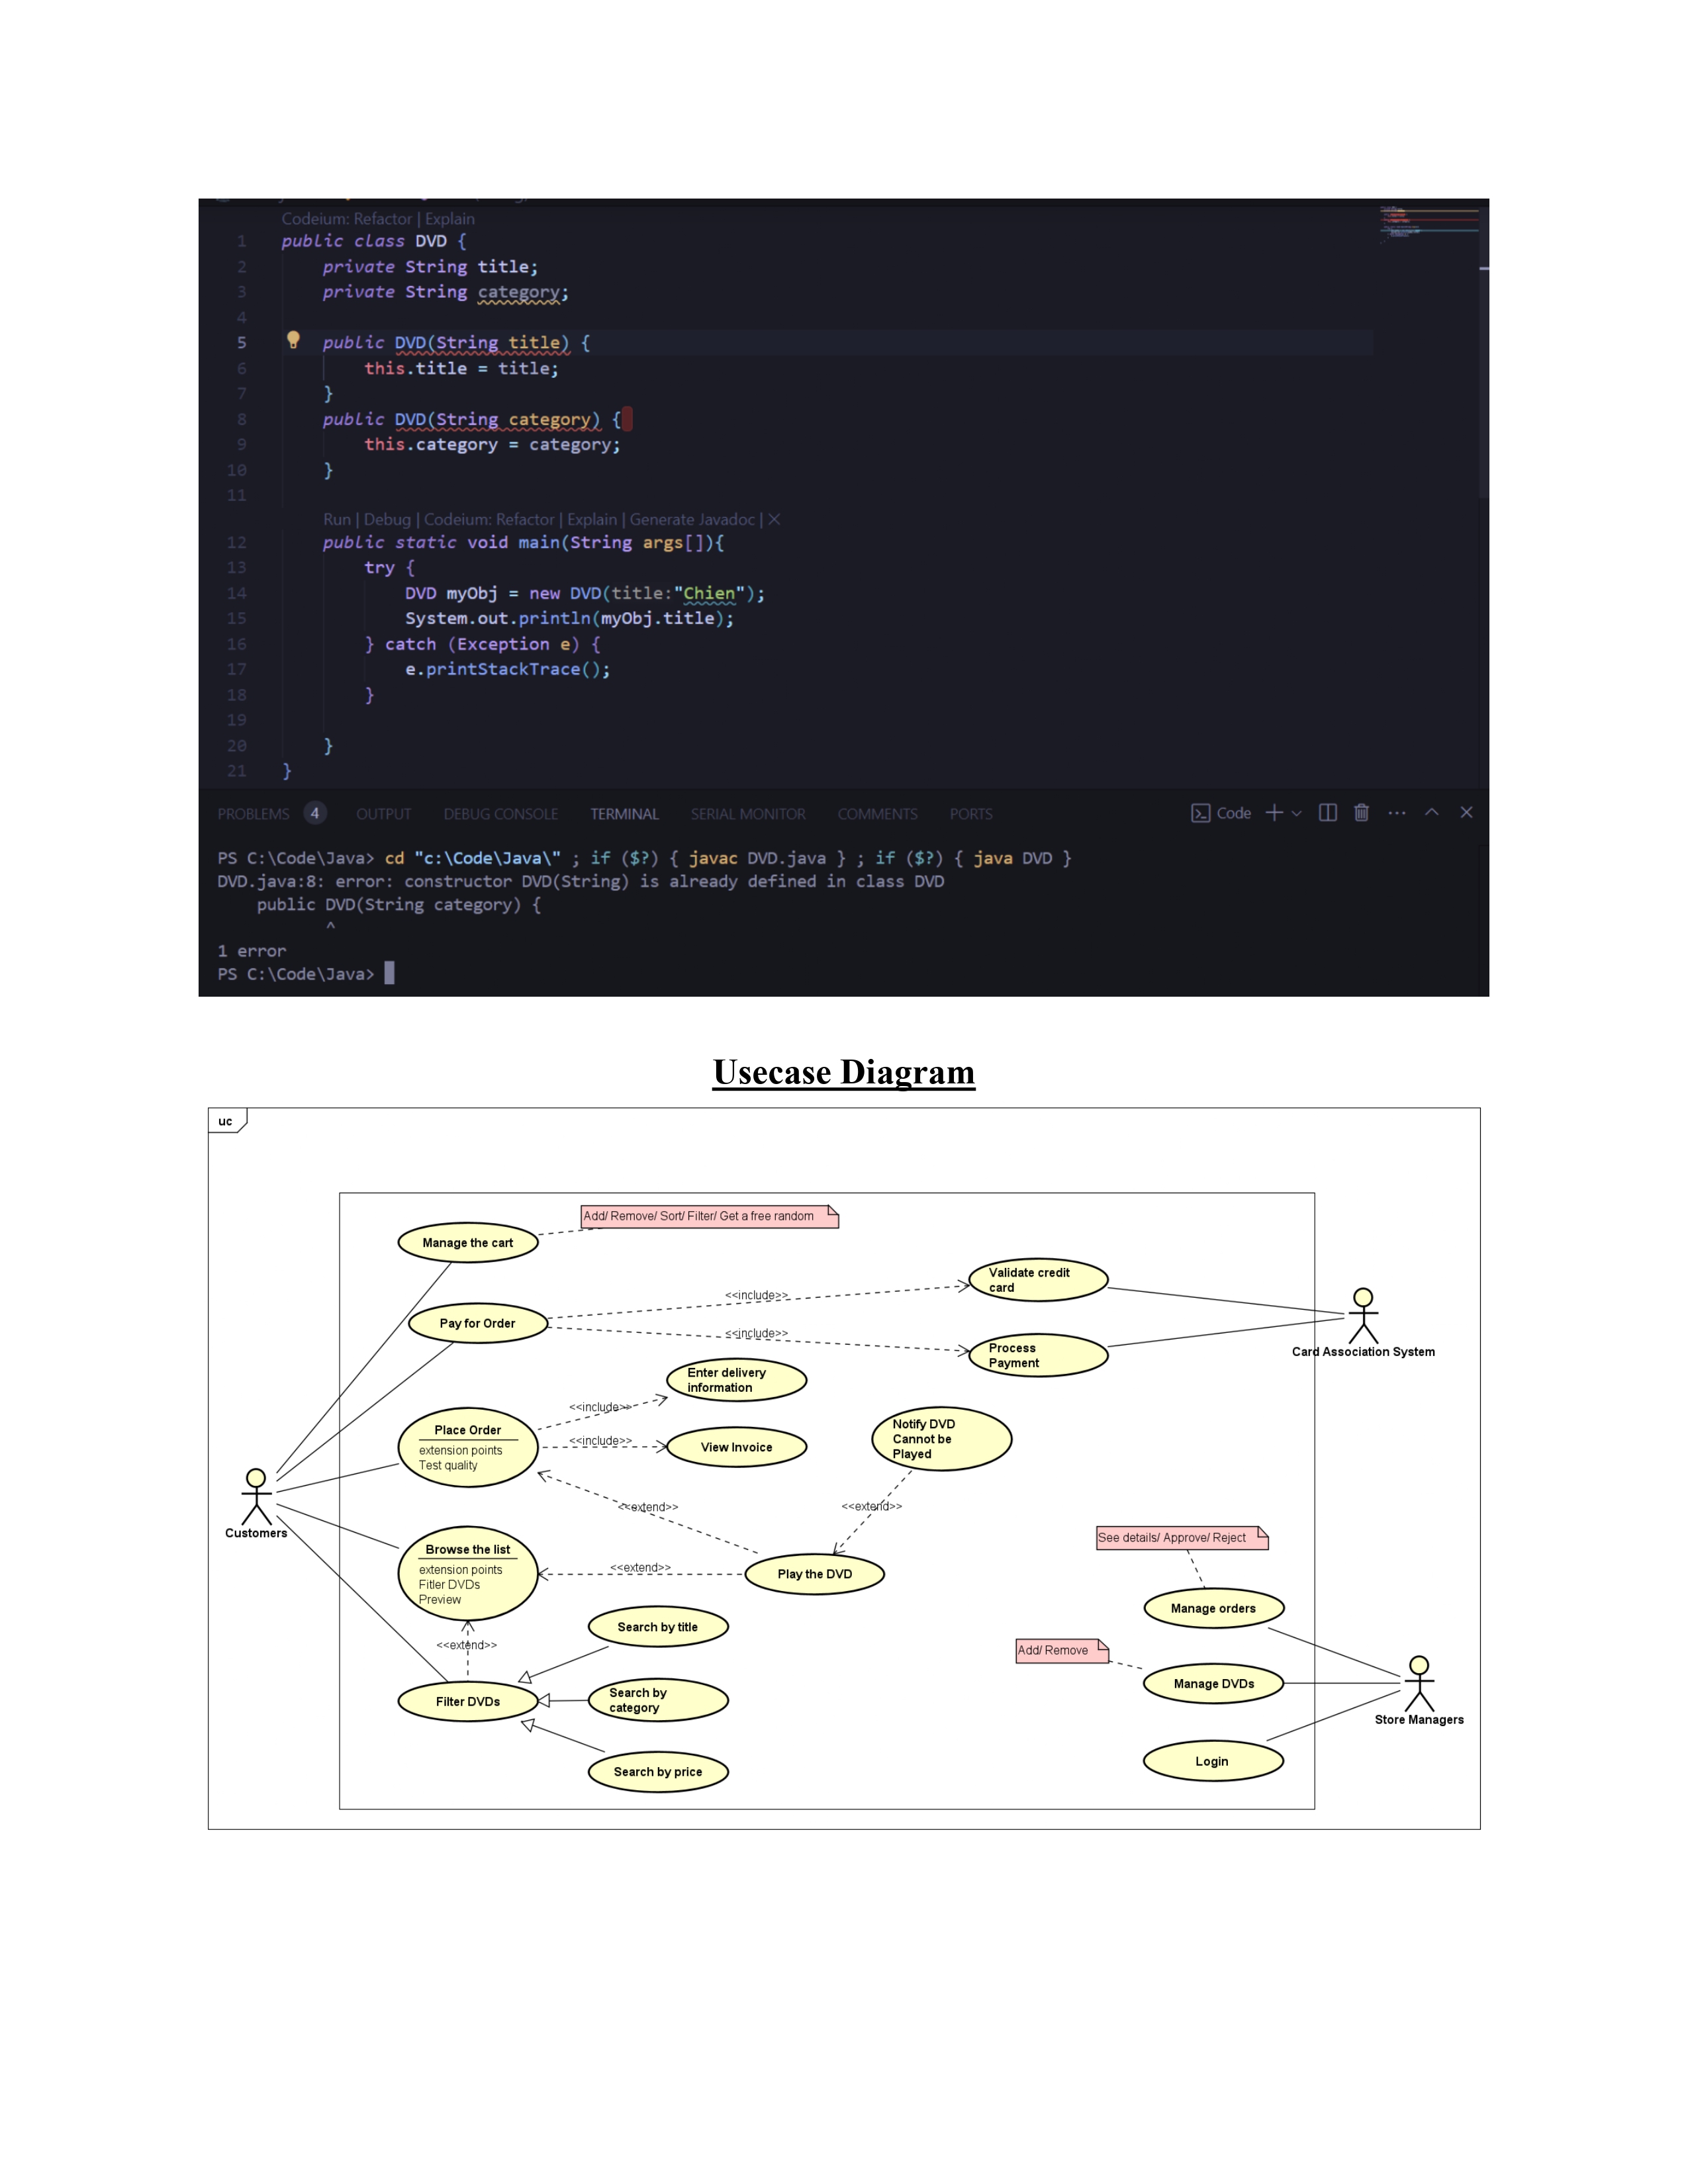 Codeium: Refactor | Explain
1 public class DVD {
2 private String title;
3 private String category;
4
5 public DVD(String title) {
6 this.title = title;
7 }
8 public DVD(String category) {
9 this.category = category;
10 }
11
Run | Debug | Codeium: Refactor | Explain | Generate Javadoc | ×
12 public static void main(String args[]){
13 try {
14 DVD myObj = new DVD(title:"Chien");
15 System.out.println(myObj.title);
16 } catch (Exception e) {
17 e.printStackTrace();
18 }
19
20 }
21 }
PROBLEMS 4 OUTPUT DEBUG CONSOLE TERMINAL SERIAL MONITOR COMMENTS PORTS Code
PS C:\Code\Java> cd "c:\Code\Java\" ; if ($?) { javac DVD.java } ; if ($?) { java DVD }
DVD.java:8: error: constructor DVD(String) is already defined in class DVD
public DVD(String category) {
^
1 error
PS C:\Code\Java>
Usecase Diagram
uc
Add/ Remove/ Sort/ Filter/ Get a free random
Manage the cart
Validate credit
card
<<include>>
Pay for Order
<<include>>
Process
Payment
Card Association System
Enter delivery
information
<<include>>
Place Order
extension points
Test quality
<<include>>
View Invoice
Notify DVD
Cannot be
Played
<<extend>>
<<extend>>
Customers
Browse the list
extension points
Fitler DVDs
Preview
<<extend>>
Play the DVD
See details/ Approve/ Reject
Manage orders
Search by title
<<extend>>
Add/ Remove
Manage DVDs
Filter DVDs
Search by
category
Store Managers
Search by price
Login